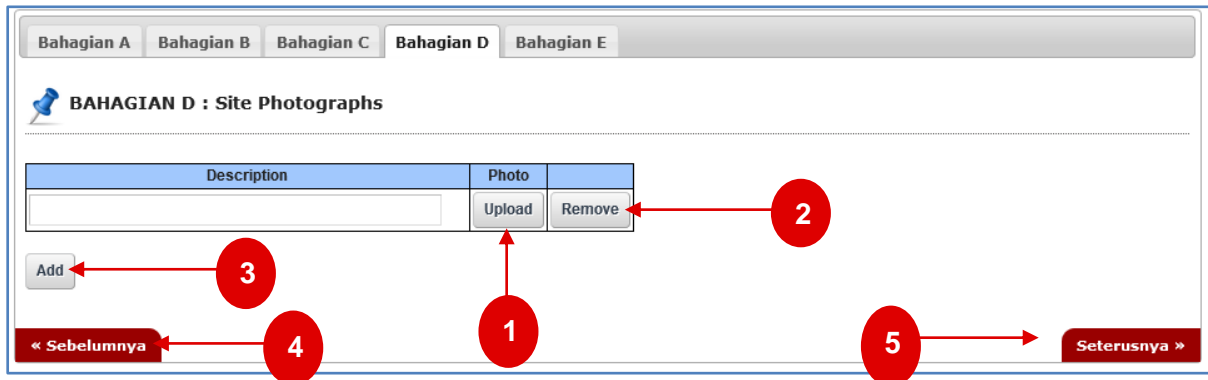 Bahagian A Bahagian B Bahagian C Bahagian D Bahagian E
BAHAGIAN D : Site Photographs
Description Photo
Upload Remove 2
Add 3
1
« Sebelumnya 4 5 Seterusnya »